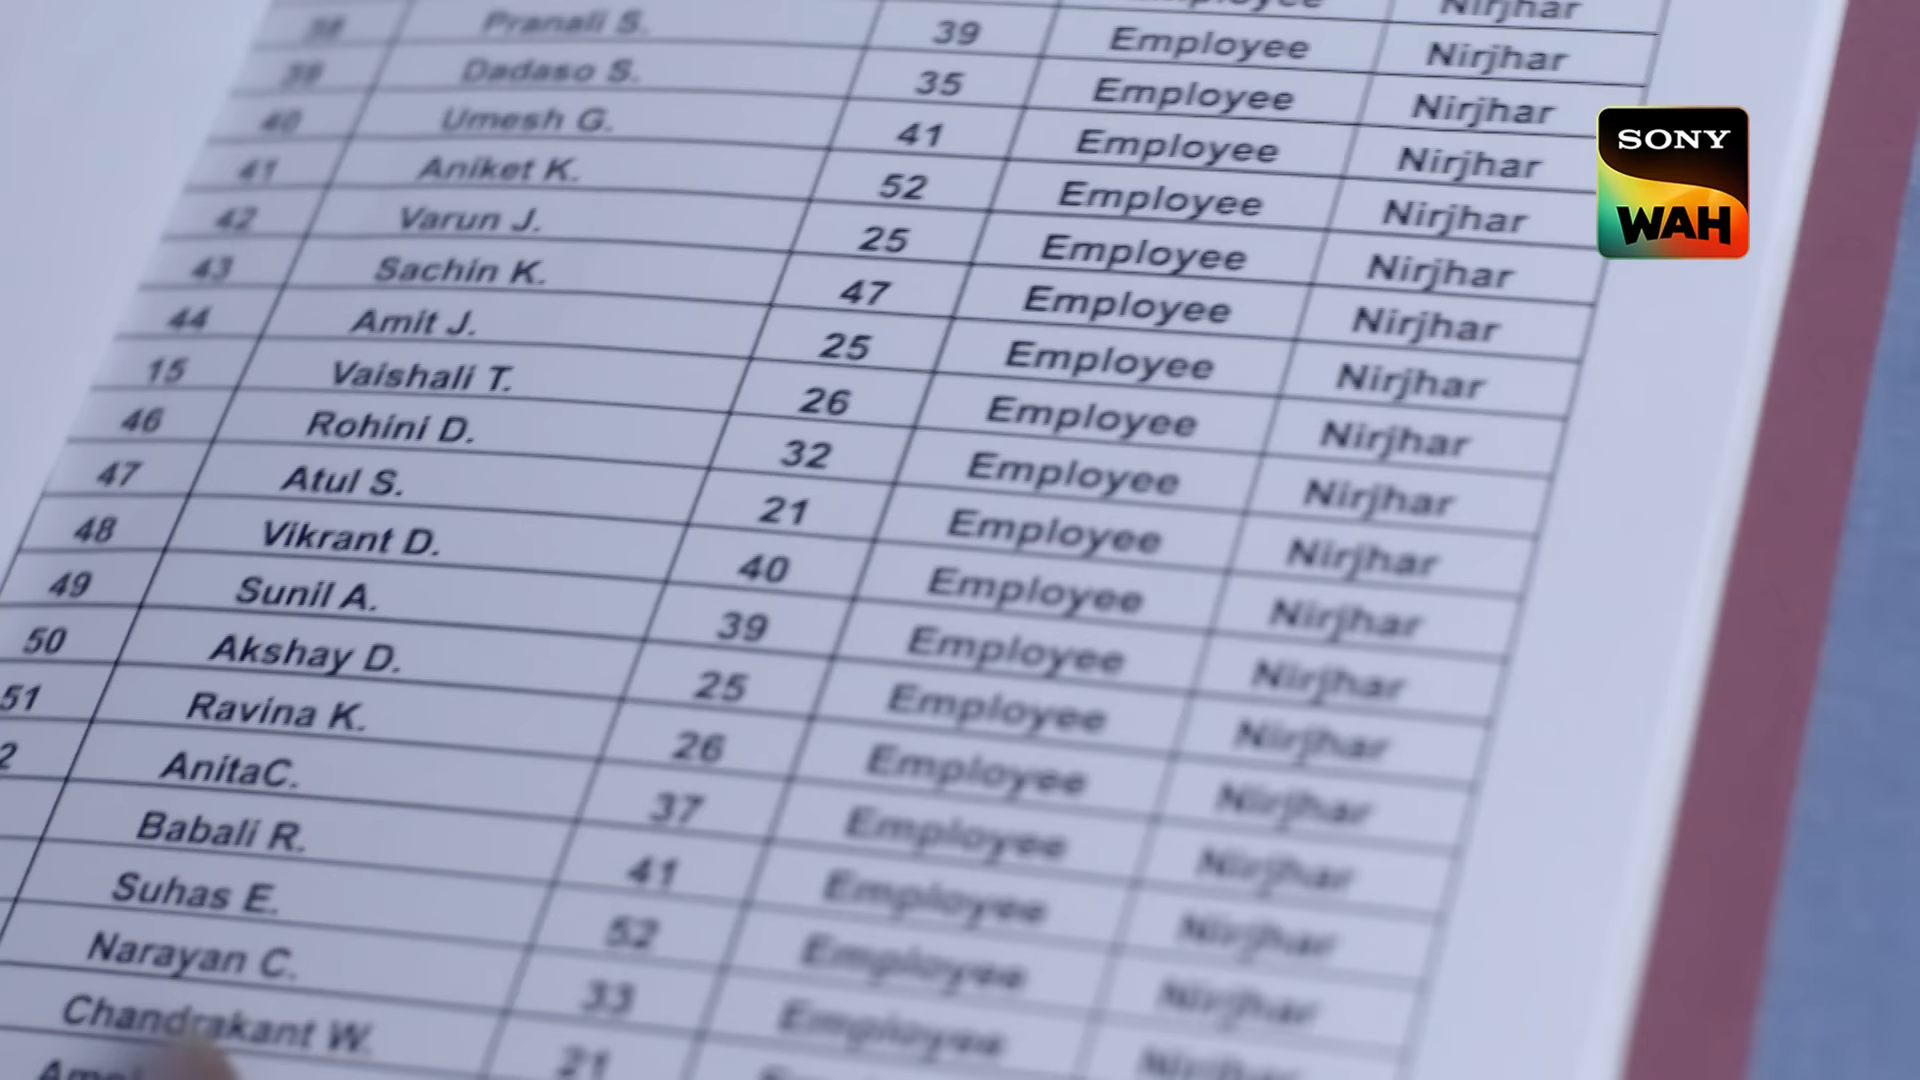 Nirjhar
38 Pranali S. 39 Employee Nirjhar
39 Dadaso S. 35 Employee Nirjhar
40 Umesh G. 41 Employee Nirjhar
41 Aniket K. 52 Employee Nirjhar
42 Varun J. 25 Employee Nirjhar
43 Sachin K. 47 Employee Nirjhar
44 Amit J. 25 Employee Nirjhar
15 Vaishali T. 26 Employee Nirjhar
46 Rohini D. 32 Employee Nirjhar
47 Atul S. 21 Employee Nirjhar
48 Vikrant D. 40 Employee Nirjhar
49 Sunil A. 39 Employee Nirjhar
50 Akshay D. 25 Employee Nirjhar
51 Ravina K. 26 Employee Nirjhar
2 AnitaC. 37 Employee Nirjhar
Babali R. 41 Employee Nirjhar
Suhas E. 52 Employee Nirjhar
Narayan C. 33 Employee Nirjhar
Chandrakant W. 21
SONY
WAH